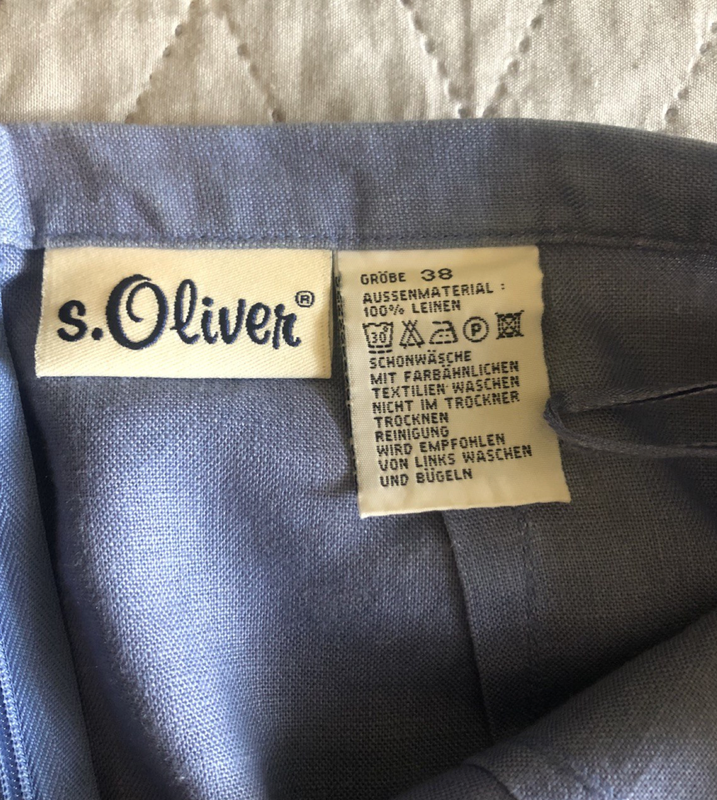 s.Oliver®
GRÖBE 38
AUSSENMATERIAL :
100% LEINEN
30 P
SCHONWÄSCHE
MIT FARBÄHNLICHEN
TEXTILIEN WASCHEN
NICHT IM TROCKNER
TROCKNEN
REINIGUNG
WIRD EMPFOHLEN
VON LINKS WASCHEN
UND BÜGELN